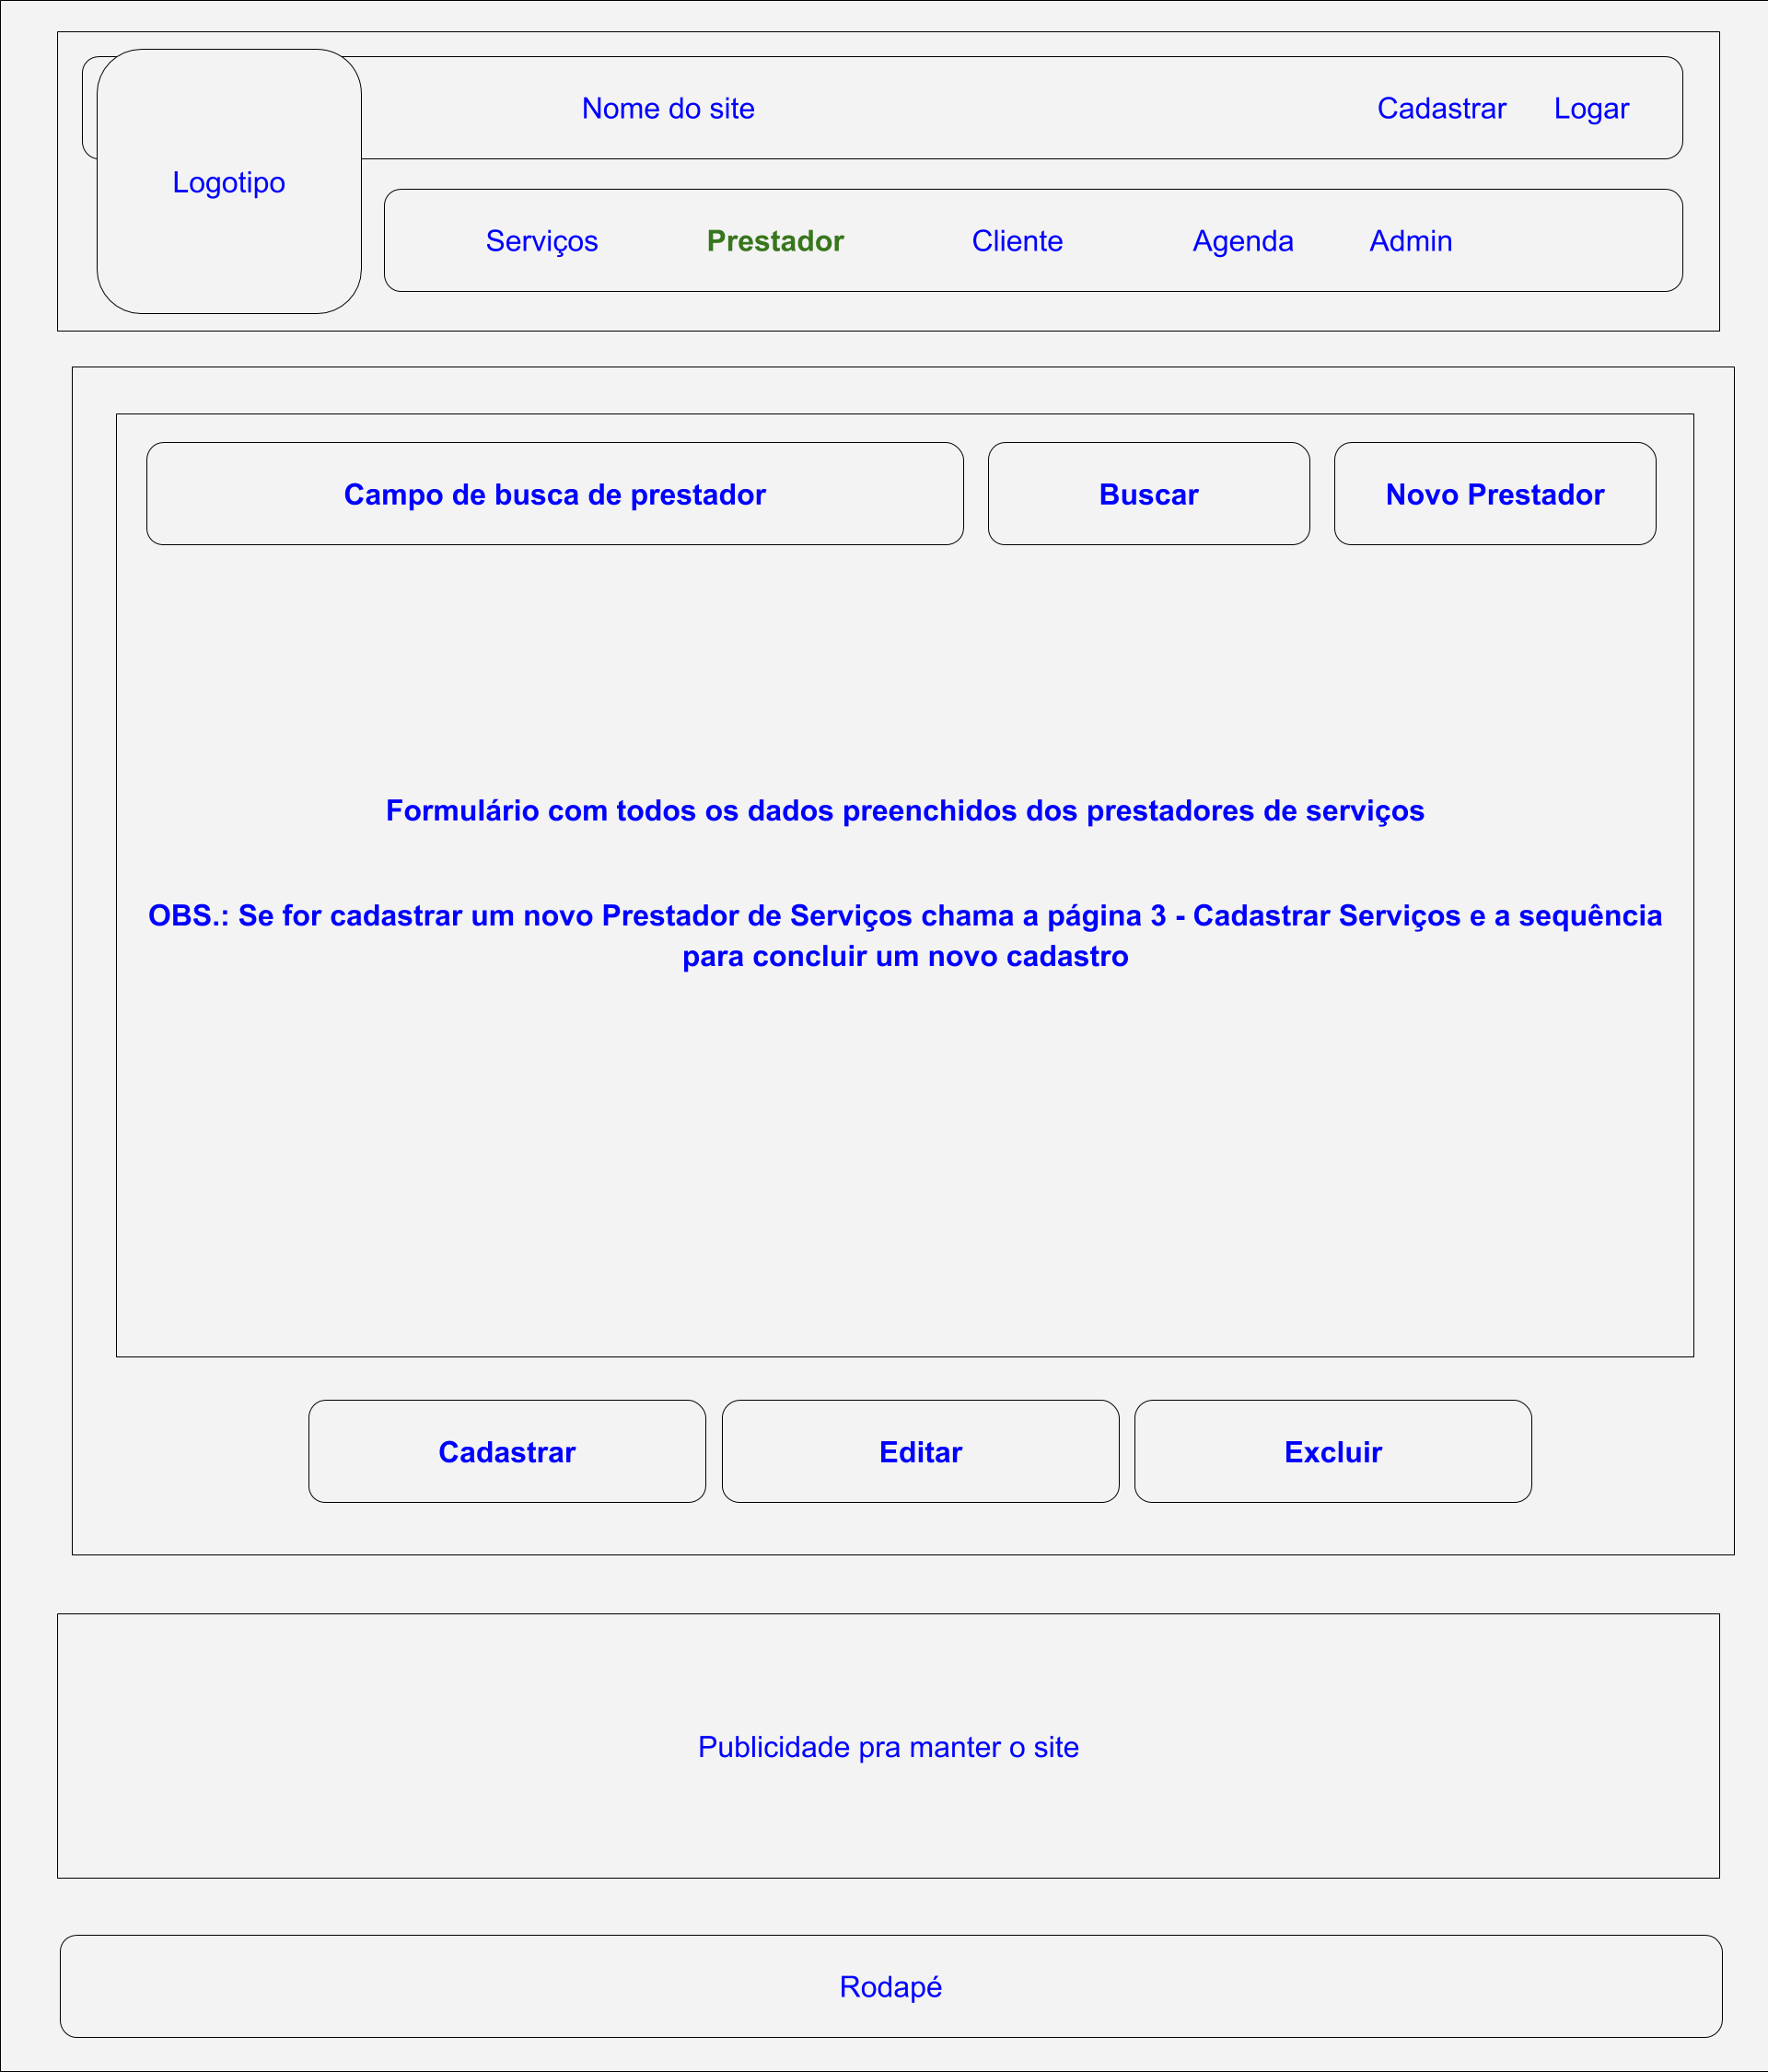 Nome do site
Cadastrar
Logar
Logotipo
Serviços
Prestador
Cliente
Agenda
Admin
Campo de busca de prestador
Buscar
Novo Prestador
Formulário com todos os dados preenchidos dos prestadores de serviços
OBS.: Se for cadastrar um novo Prestador de Serviços chama a página 3 - Cadastrar Serviços e a sequência
para concluir um novo cadastro
Cadastrar
Editar
Excluir
Publicidade pra manter o site
Rodapé